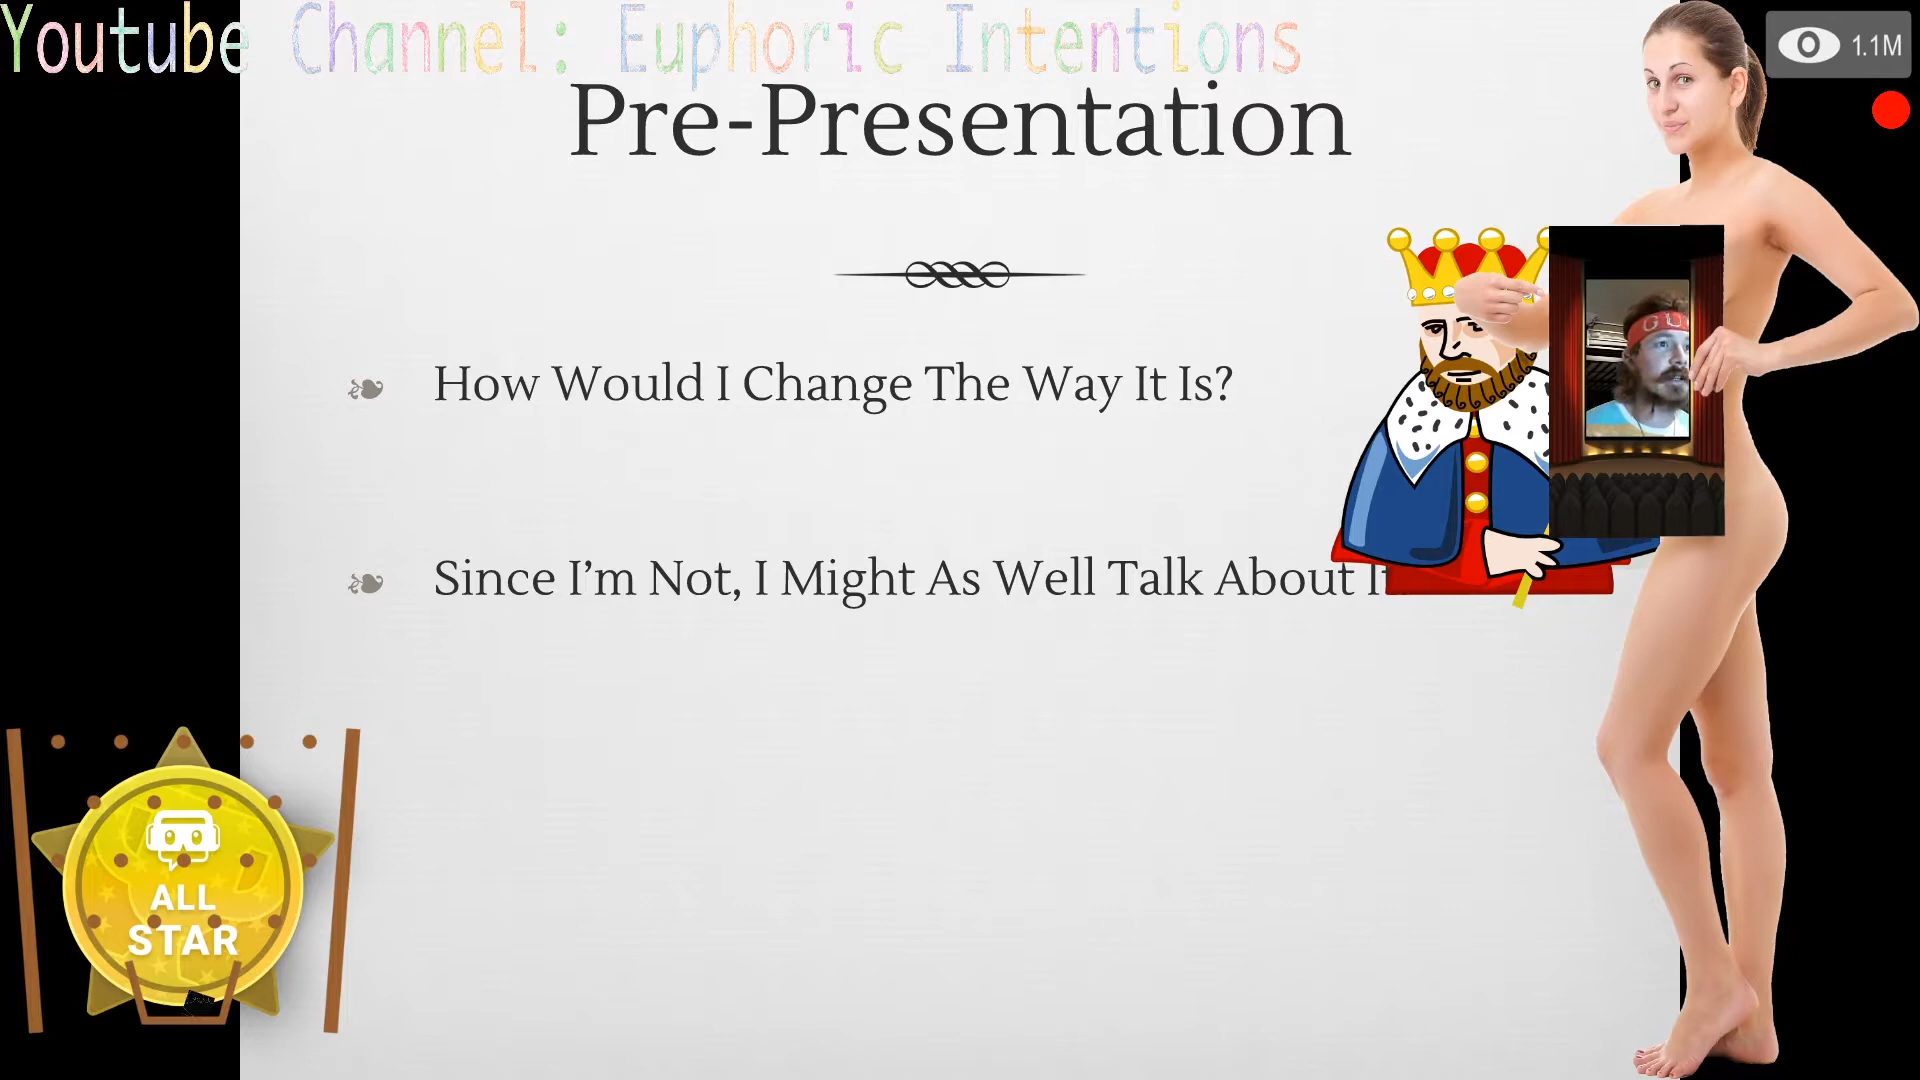 Youtube Channel: Euphoric Intentions
1.1M
Pre-Presentation
GU
How Would I Change The Way It Is?
Since I’m Not, I Might As Well Talk About It
ALL
STAR